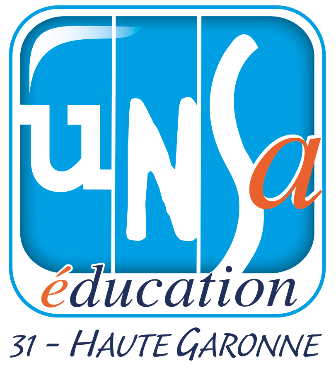 uNSa
éducation
31 - HAUTE GARONNE